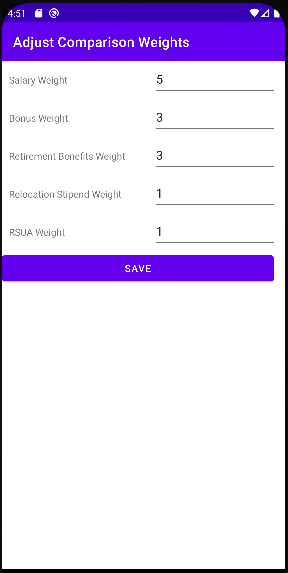 4:51
Adjust Comparison Weights
Salary Weight 5
Bonus Weight 3
Retirement Benefits Weight 3
Relocation Stipend Weight 1
RSUA Weight 1
SAVE